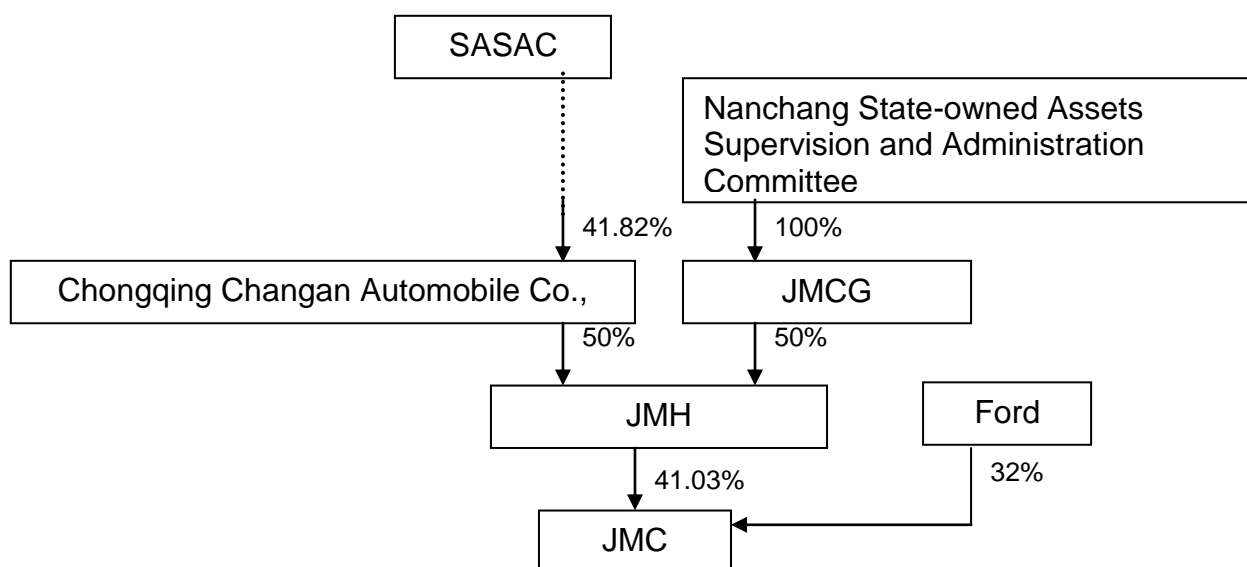 SASAC
Nanchang State-owned Assets
Supervision and Administration
Committee
41.82%
100%
Chongqing Changan Automobile Co.,
JMCG
50%
50%
JMH
Ford
41.03%
32%
JMC